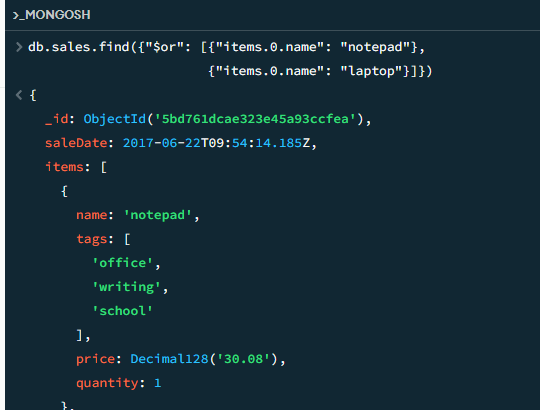 >_MONGOSH
> db.sales.find({"$or": [{"items.0.name": "notepad"},
{"items.0.name": "laptop"}]})
< {
_id: ObjectId('5bd761dcae323e45a93ccfea'),
saleDate: 2017-06-22T09:54:14.185Z,
items: [
{
name: 'notepad',
tags: [
'office',
'writing',
'school'
],
price: Decimal128('30.08'),
quantity: 1
},